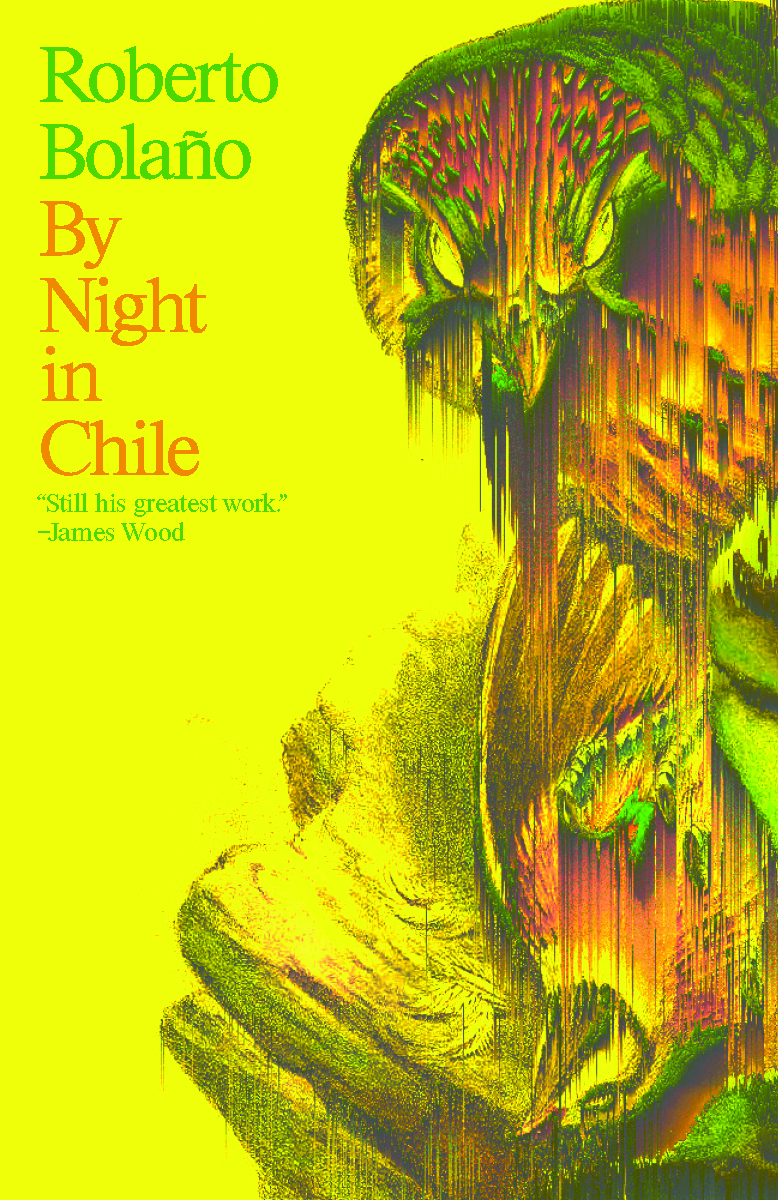 Roberto
Bolaño
By
Night
in
Chile
“Still his greatest work.”
–James Wood